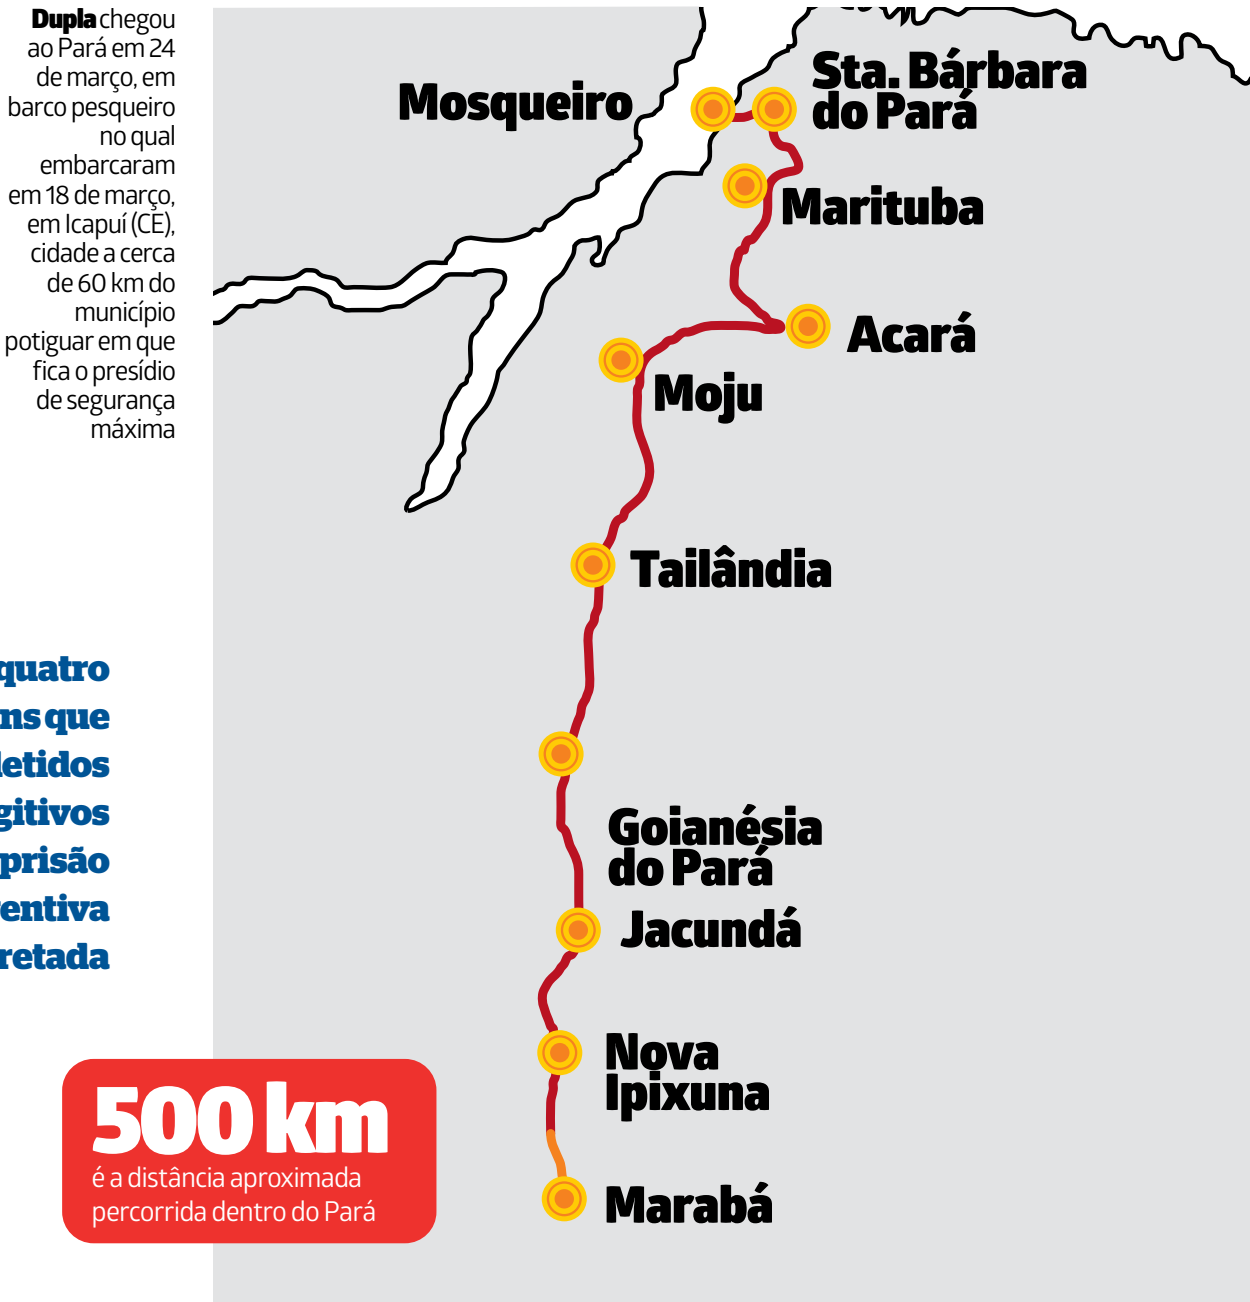 Dupla chegou
ao Pará em 24
de março, em
barco pesqueiro
no qual
embarcaram
em 18 de março,
em Icapuí (CE),
cidade a cerca
de 60 km do
município
potiguar em que
fica o presídio
de segurança
máxima
Mosqueiro
Sta. Bárbara
do Pará
Marituba
Acará
Moju
Tailândia
Goianésia
do Pará
Jacundá
Nova
Ipixuna
Marabá
quatro
ns que
etidos
gitivos
prisão
entiva
retada
500 km
é a distância aproximada
percorrida dentro do Pará